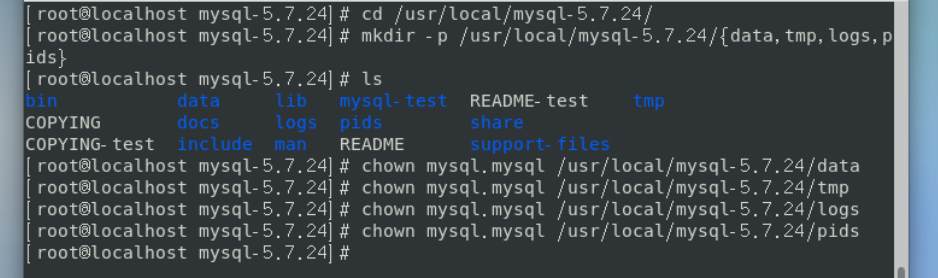 [root@localhost mysql-5.7.24]# cd /usr/local/mysql-5.7.24/
[root@localhost mysql-5.7.24]# mkdir -p /usr/local/mysql-5.7.24/{data,tmp,logs,p
ids}
[root@localhost mysql-5.7.24]# ls
bin data lib mysql-test README-test tmp
COPYING docs logs pids share
COPYING-test include man README support-files
[root@localhost mysql-5.7.24]# chown mysql.mysql /usr/local/mysql-5.7.24/data
[root@localhost mysql-5.7.24]# chown mysql.mysql /usr/local/mysql-5.7.24/tmp
[root@localhost mysql-5.7.24]# chown mysql.mysql /usr/local/mysql-5.7.24/logs
[root@localhost mysql-5.7.24]# chown mysql.mysql /usr/local/mysql-5.7.24/pids
[root@localhost mysql-5.7.24]#